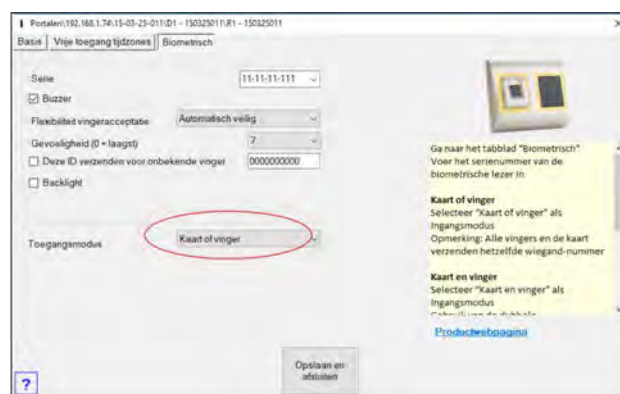 Portalen\192.168.1.74\15-03-25-011\D1 - 150325011\R1 - 150325011
Basis Vrije toegang tijdzones Biometrisch
Serie 11-11-11-111
Buzzer
Flexibiliteit vingeracceptatie Automatisch veilig
Gevoeligheid (0 = laagst) 7
Deze ID verzenden voor onbekende vinger 0000000000
Backlight
Toegangsmodus Kaart of vinger
Opslaan en
afsluiten
?
Ga naar het tabblad "Biometrisch"
Voer het serienummer van de
biometrische lezer in
Kaart of vinger
Selecteer "Kaart of vinger" als
Ingangsmodus
Opmerking: Alle vingers en de kaart
verzenden hetzelfde wiegand-nummer
Kaart en vinger
Selecteer "Kaart en vinger" als
Ingangsmodus
Productwebpagina